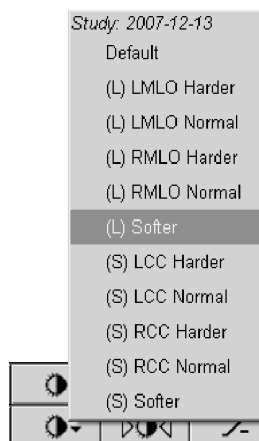 Study: 2007-12-13
Default
(L) LMLO Harder
(L) LMLO Normal
(L) RMLO Harder
(L) RMLO Normal
(L) Softer
(S) LCC Harder
(S) LCC Normal
(S) RCC Harder
(S) RCC Normal
(S) Softer